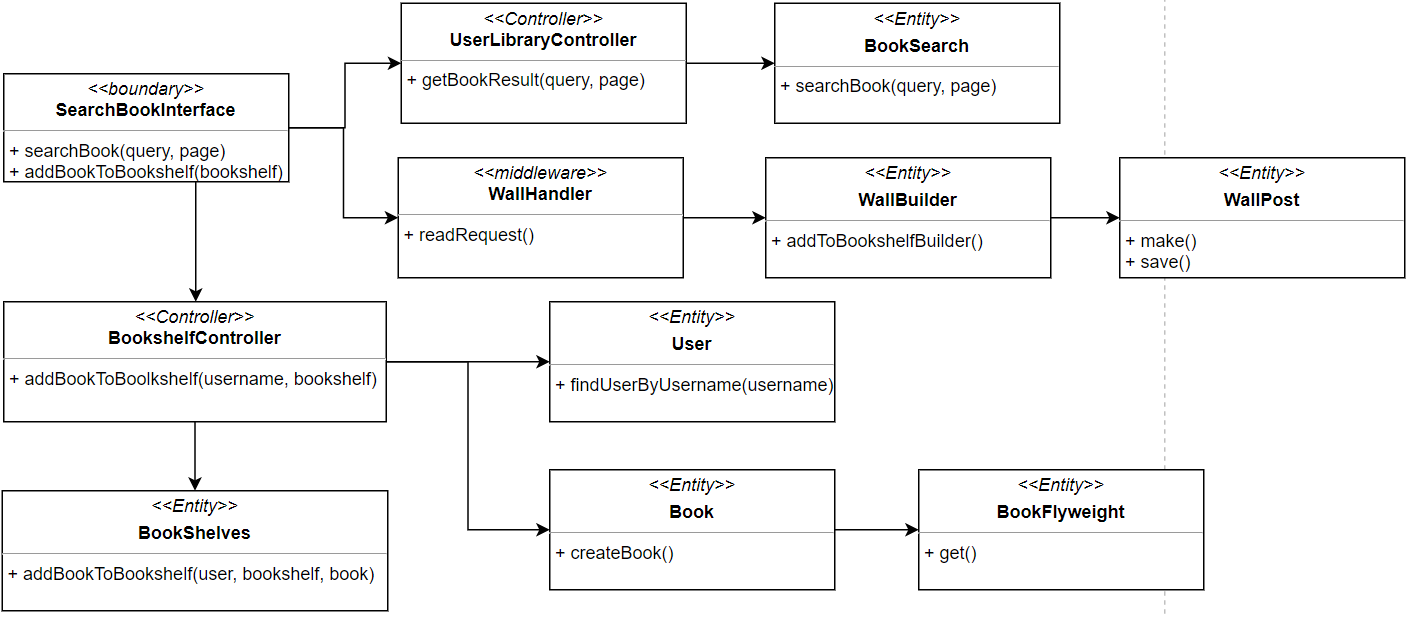 <<Controller>>
UserLibraryController
+ getBookResult(query, page)
<<Entity>>
BookSearch
+ searchBook(query, page)
<<boundary>>
SearchBookInterface
+ searchBook(query, page)
+ addBookToBookshelf(bookshelf)
<<middleware>>
WallHandler
+ readRequest()
<<Entity>>
WallBuilder
+ addToBookshelfBuilder()
<<Entity>>
WallPost
+ make()
+ save()
<<Controller>>
BookshelfController
+ addBookToBoolkshelf(username, bookshelf)
<<Entity>>
User
+ findUserByUsername(username)
<<Entity>>
BookShelves
+ addBookToBookshelf(user, bookshelf, book)
<<Entity>>
Book
+ createBook()
<<Entity>>
BookFlyweight
+ get()